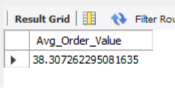 Result Grid Filter Rov
Avg_Order_Value
38.307262295081635